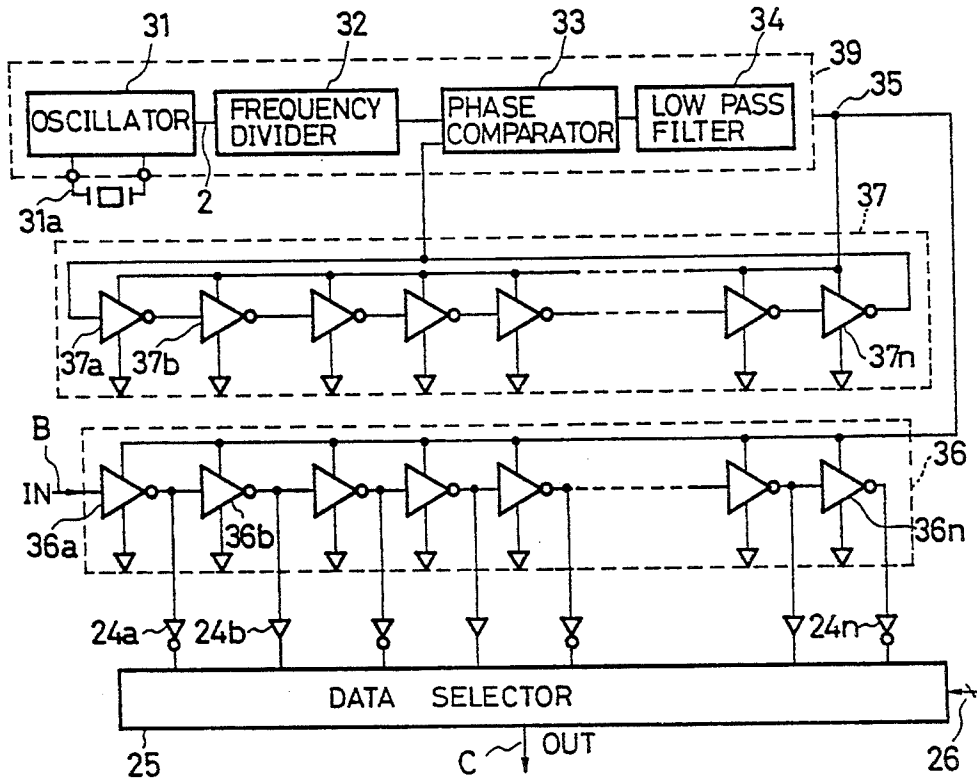 31
32
33
34
39
35
OSCILLATOR
FREQUENCY
DIVIDER
PHASE
COMPARATOR
LOW PASS
FILTER
31a
2
37
37a
37b
37n
B
IN
36
36a
36b
36n
24a
24b
24n
DATA SELECTOR
25
C
OUT
26